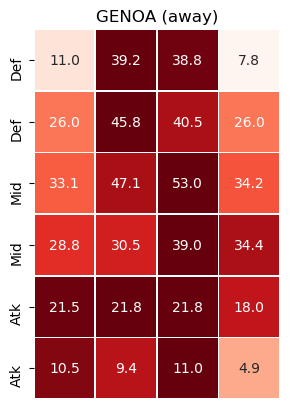 GENOA (away)
Def 11.0 39.2 38.8 7.8
Def 26.0 45.8 40.5 26.0
Mid 33.1 47.1 53.0 34.2
Mid 28.8 30.5 39.0 34.4
Atk 21.5 21.8 21.8 18.0
Atk 10.5 9.4 11.0 4.9